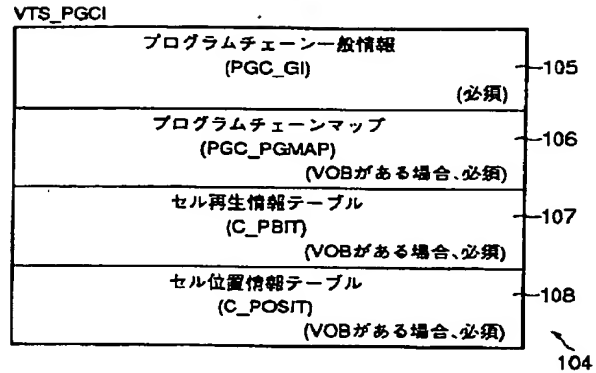 VTS_PGCI
プログラムチェーン一般情報
(PGC_GI)
(必須)
105
プログラムチェーンマップ
(PGC_PGMAP)
(VOBがある場合、必須)
106
セル再生情報テーブル
(C_PBIT)
(VOBがある場合、必須)
107
セル位置情報テーブル
(C_POSIT)
(VOBがある場合、必須)
108
104